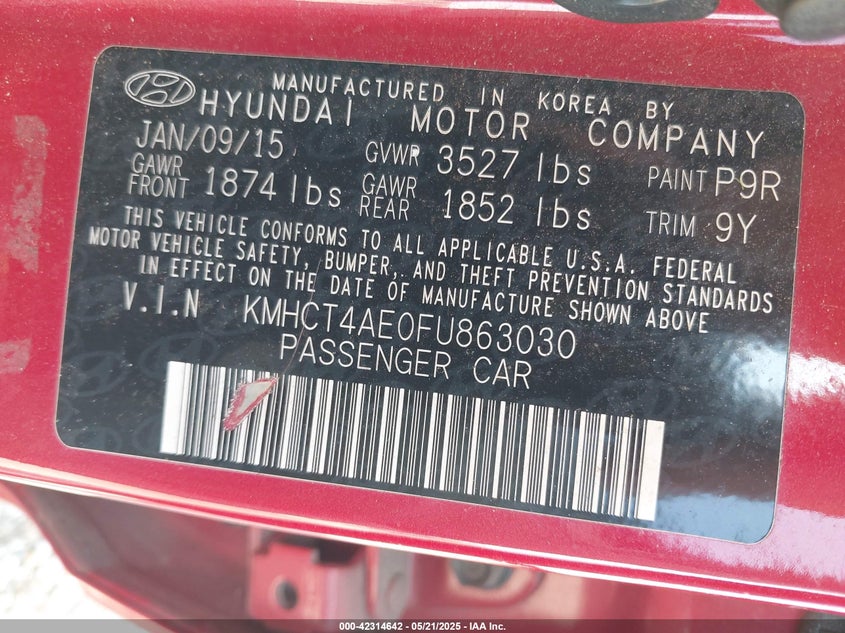 MANUFACTURED IN KOREA BY
HYUNDAI MOTOR COMPANY
JAN/09/15 GVWR 3527 lbs PAINT P9R
GAWR FRONT 1874 lbs GAWR REAR 1852 lbs TRIM 9Y
THIS VEHICLE CONFORMS TO ALL APPLICABLE U.S.A. FEDERAL
MOTOR VEHICLE SAFETY, BUMPER, AND THEFT PREVENTION STANDARDS
IN EFFECT ON THE DATE OF MANUFACTURE SHOWN ABOVE
V.I.N KMHCT4AE0FU863030
PASSENGER CAR
000-42314642 - 05/21/2025 - IAA Inc.